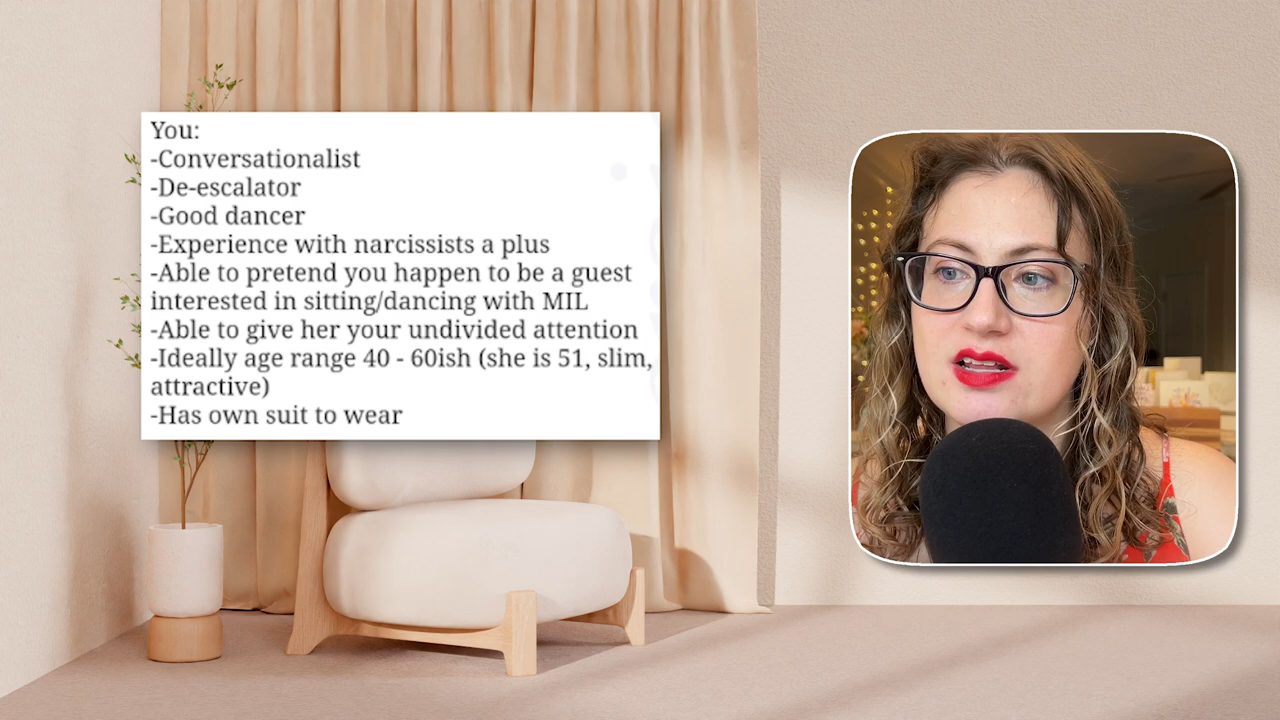 You:
-Conversationalist
-De-escalator
-Good dancer
-Experience with narcissists a plus
-Able to pretend you happen to be a guest
interested in sitting/dancing with MIL
-Able to give her your undivided attention
-Ideally age range 40 - 60ish (she is 51, slim,
attractive)
-Has own suit to wear